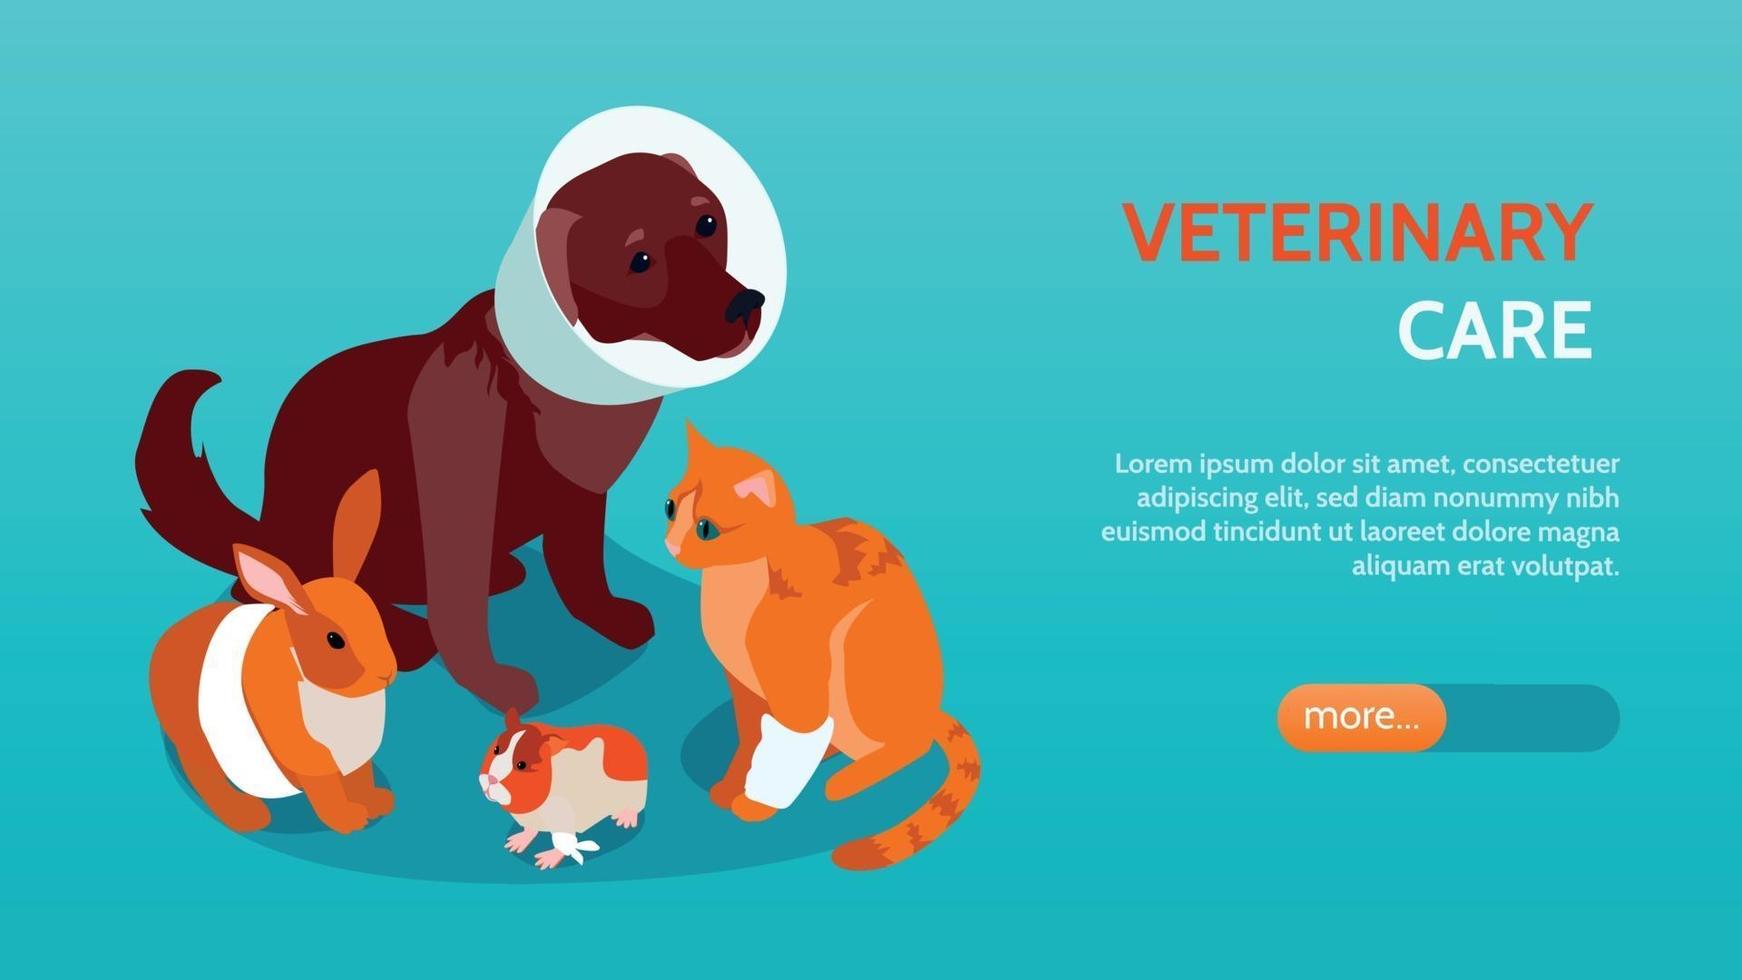 VETERINARY
CARE
Lorem ipsum dolor sit amet, consectetuer
adipiscing elit, sed diam nonummy nibh
euismod tincidunt ut laoreet dolore magna
aliquam erat volutpat.
more...